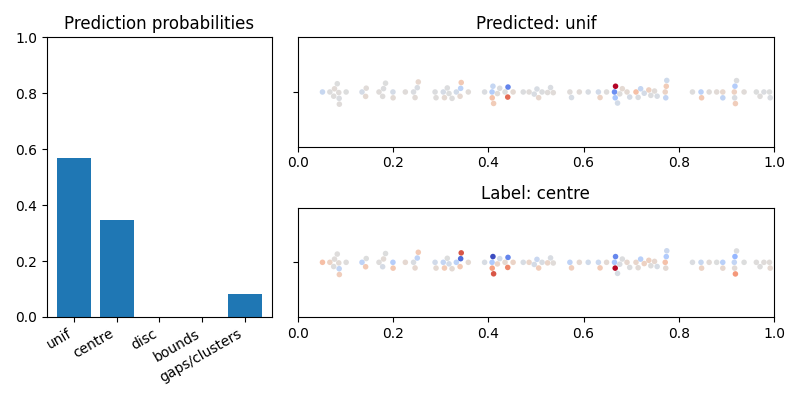 Prediction probabilities
1.0
0.8
0.6
0.4
0.2
0.0
unif
centre
disc
bounds
gaps/clusters
Predicted: unif
0.0 0.2 0.4 0.6 0.8 1.0
Label: centre
0.0 0.2 0.4 0.6 0.8 1.0